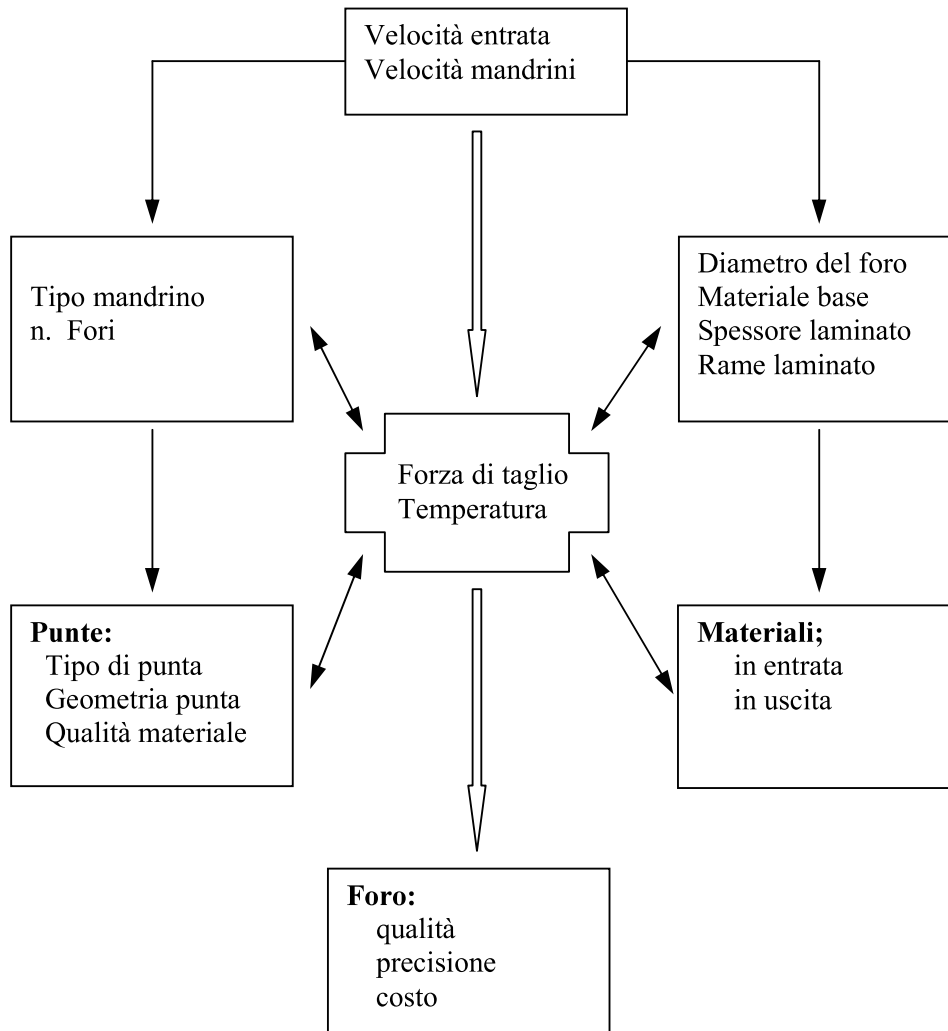 Velocità entrata
Velocità mandrini
Tipo mandrino
n. Fori
Diametro del foro
Materiale base
Spessore laminato
Rame laminato
Forza di taglio
Temperatura
Punte:
Tipo di punta
Geometria punta
Qualità materiale
Materiali;
in entrata
in uscita
Foro:
qualità
precisione
costo